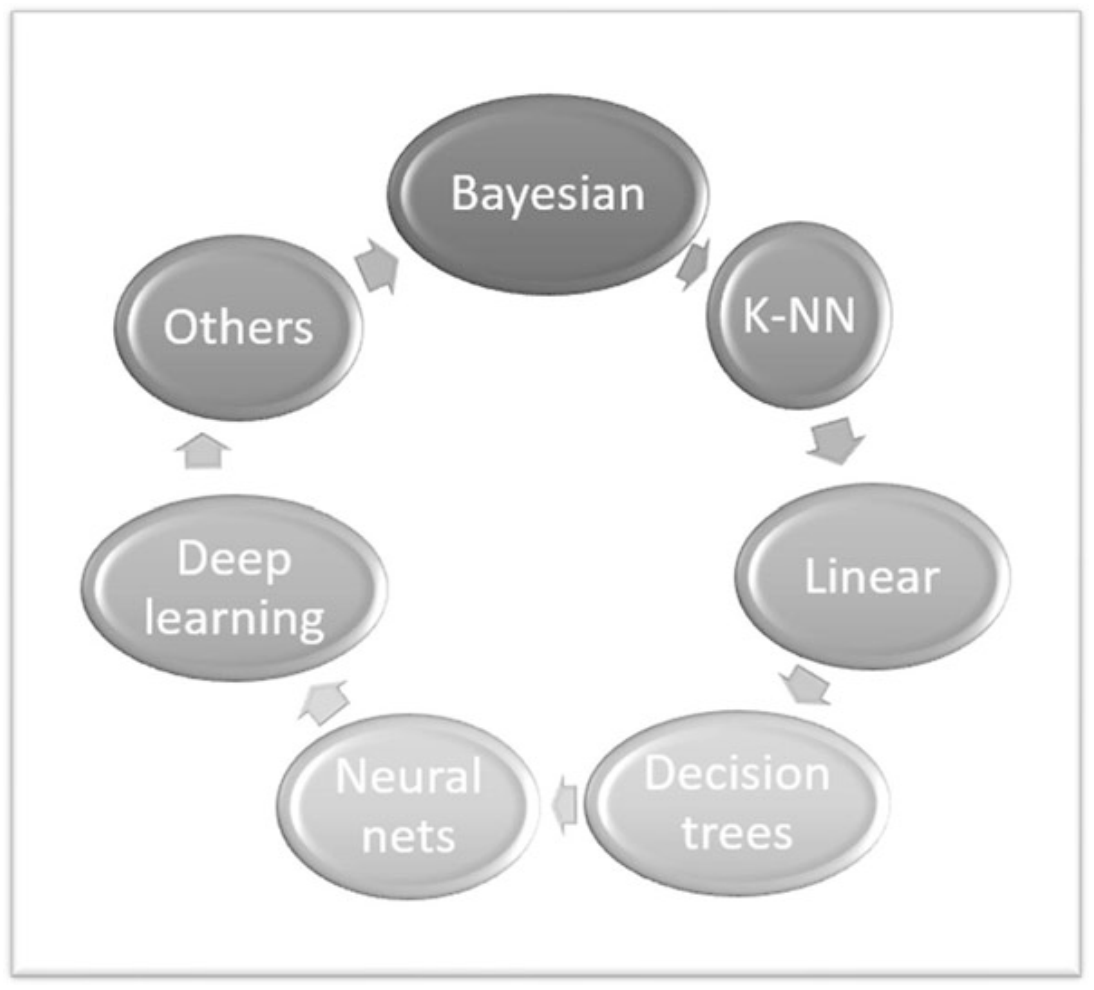 Bayesian
K-NN
Linear
Decision
trees
Neural
nets
Deep
learning
Others